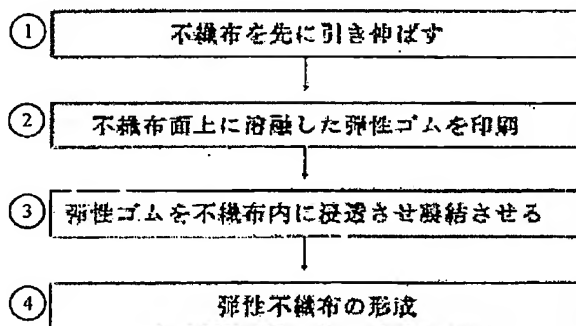 ① 不織布を先に引き伸ばす
② 不織布面上に溶融した弾性ゴムを印刷
③ 弾性ゴムを不織布内に浸透させ凝結させる
④ 弾性不織布の形成